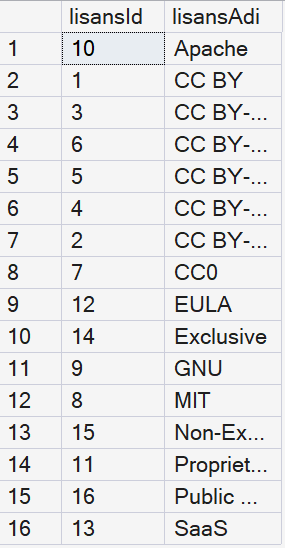 lisansId lisansAdi
1 10 Apache
2 1 CC BY
3 3 CC BY-...
4 6 CC BY-...
5 5 CC BY-...
6 4 CC BY-...
7 2 CC BY-...
8 7 CC0
9 12 EULA
10 14 Exclusive
11 9 GNU
12 8 MIT
13 15 Non-Ex...
14 11 Propriet...
15 16 Public ...
16 13 SaaS